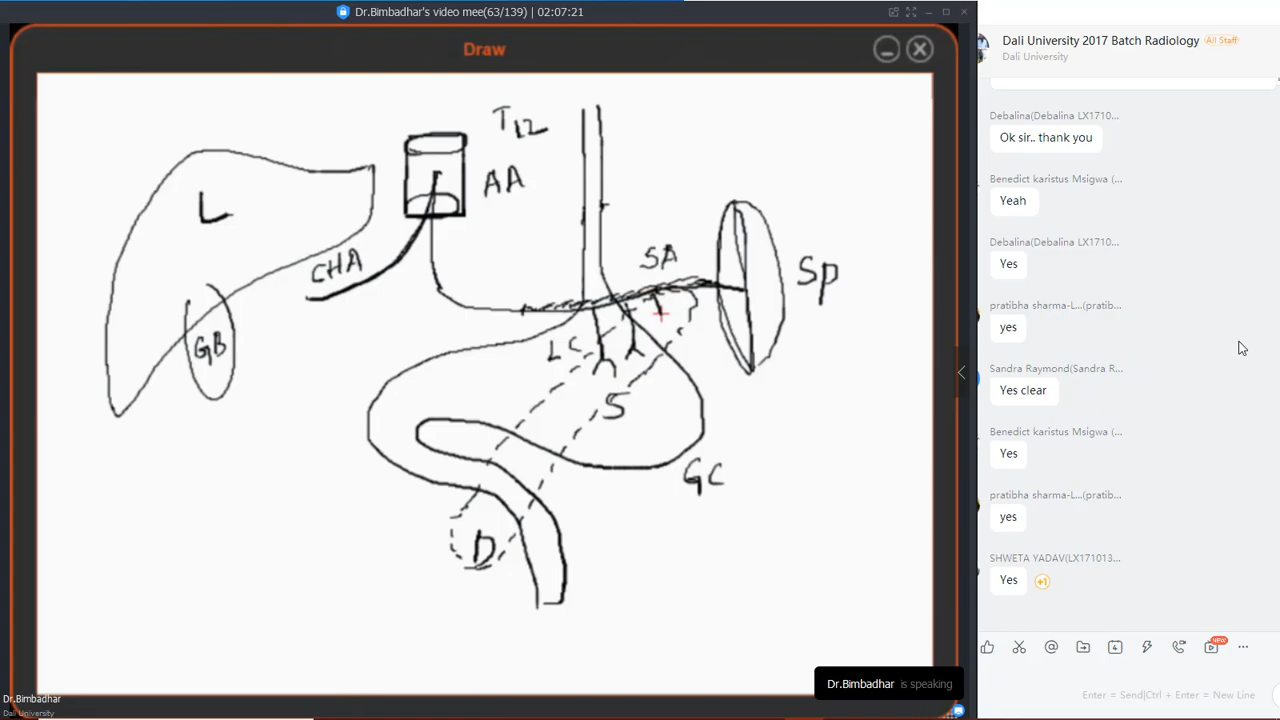 Dr.Bimbadhar's video mee(63/139) | 02:07:21
Draw
T12
AA
L
CHA
GB
SA
Sp
LC
S
GC
D
Dr.Bimbadhar is speaking
Dr.Bimbadhar
Dali University
Dali University 2017 Batch Radiology All Staff
Dali University
Debalina(Debalina LX1710...
Ok sir.. thank you
Benedict karistus Msigwa (...
Yeah
Debalina(Debalina LX1710...
Yes
pratibha sharma-L...(pratib...
yes
Sandra Raymond(Sandra R...
Yes clear
Benedict karistus Msigwa (...
Yes
pratibha sharma-L...(pratib...
yes
SHWETA YADAV(LX171013...
Yes +1
4
NEW
Enter = Send|Ctrl + Enter = New Line